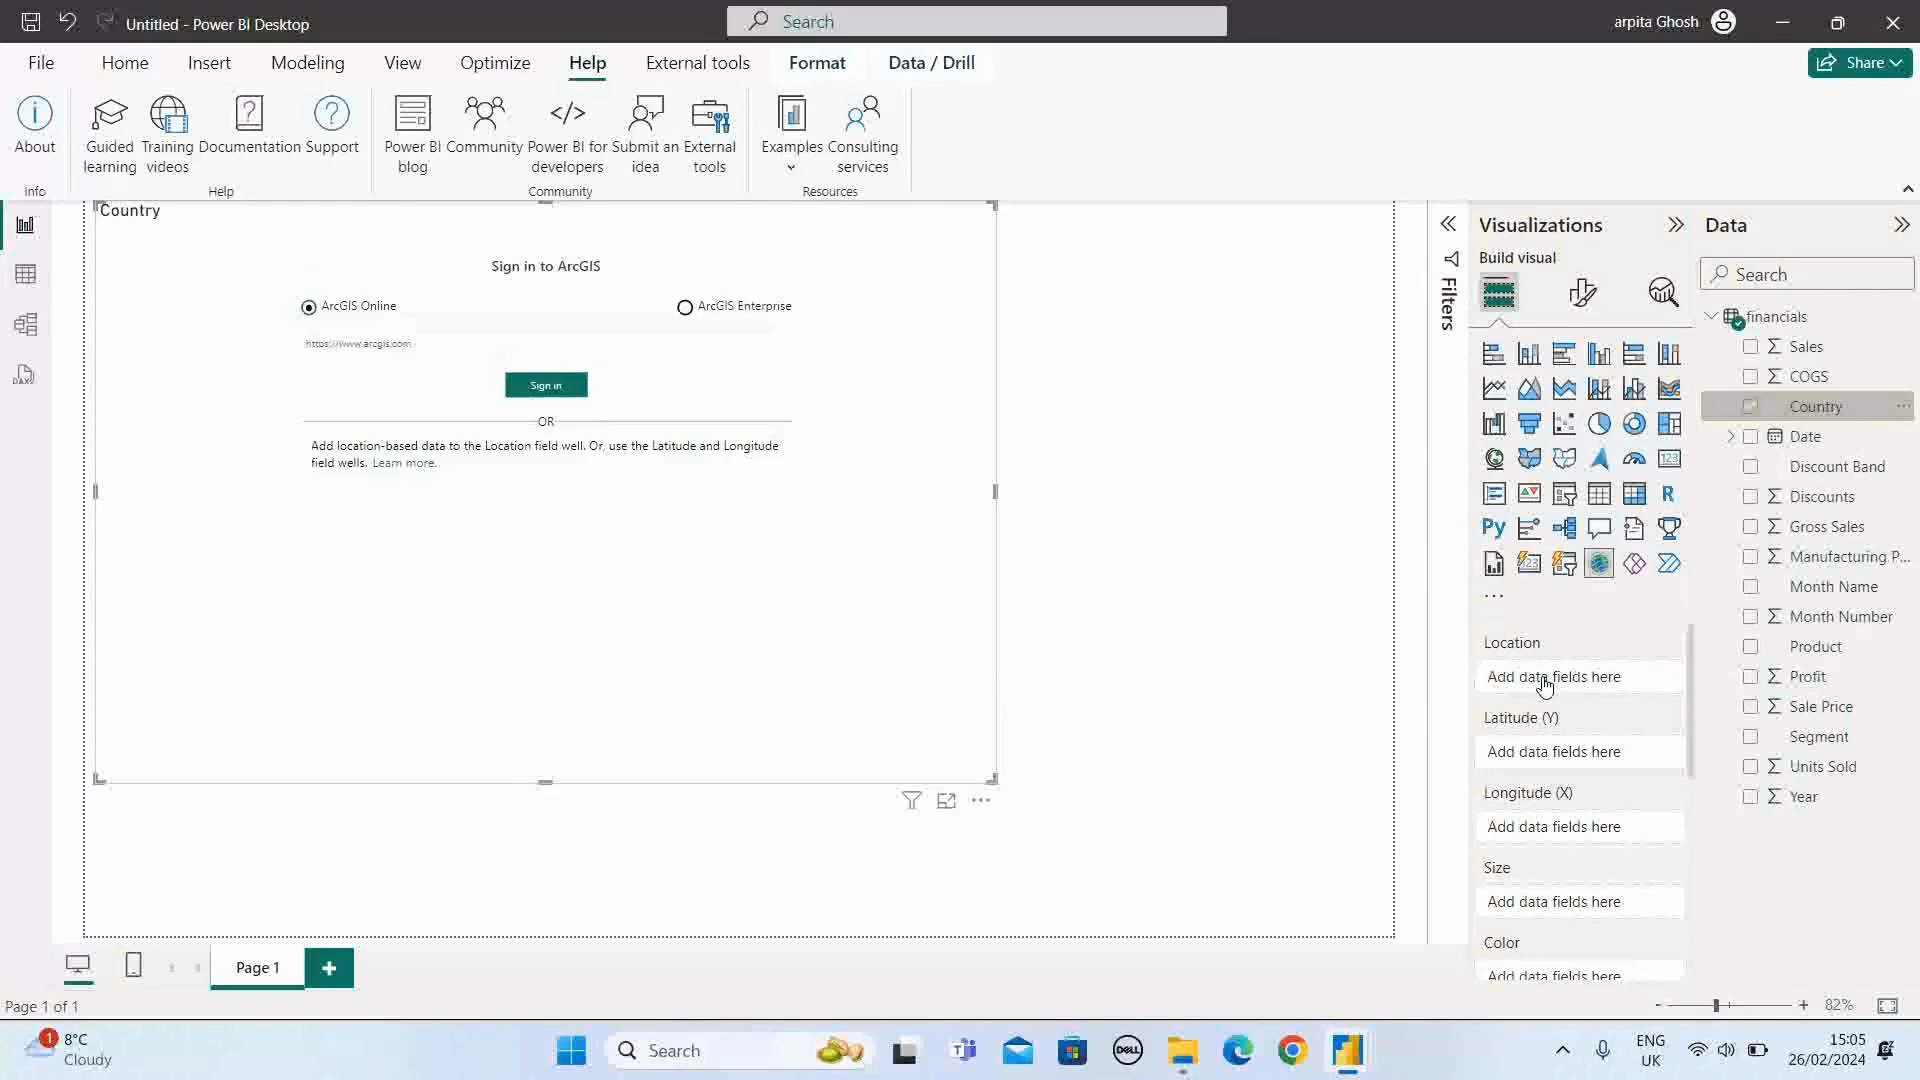 Untitled - Power BI Desktop
Search
arpita Ghosh
File
Home
Insert
Modeling
View
Optimize
Help
External tools
Format
Data / Drill
Share
About
Guided
learning
Training
videos
Documentation
Support
Power BI
blog
Community
Power BI for
developers
Submit an
idea
External
tools
Examples
Consulting
services
Info
Help
Community
Resources
Country
Sign in to ArcGIS
ArcGIS Online
ArcGIS Enterprise
https://www.arcgis.com
Sign in
OR
Add location-based data to the Location field well. Or, use the Latitude and Longitude
field wells. Learn more.
DAX
Filters
Visualizations
Build visual
123
R
Py
123
...
Location
Add data fields here
Latitude (Y)
Add data fields here
Longitude (X)
Add data fields here
Size
Add data fields here
Color
Add data fields here
Data
Search
financials
Sales
COGS
Country
Date
Discount Band
Discounts
Gross Sales
Manufacturing P...
Month Name
Month Number
Product
Profit
Sale Price
Segment
Units Sold
Year
Page 1
Page 1 of 1
82%
1
8°C
Cloudy
Search
DELL
ENG
UK
15:05
26/02/2024